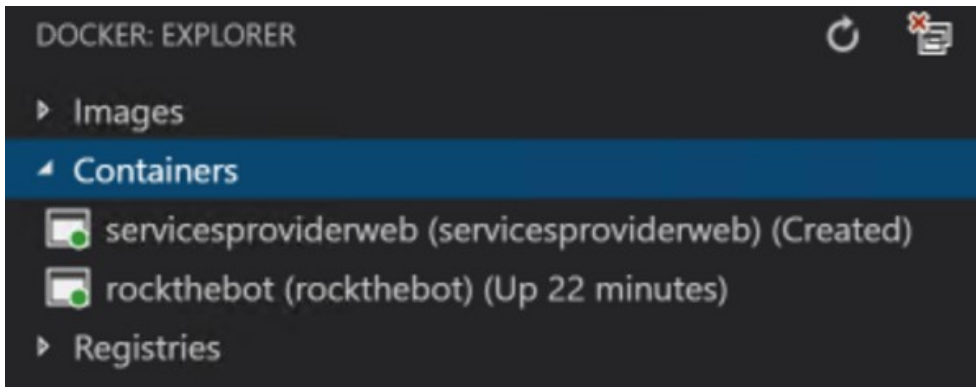 DOCKER: EXPLORER
Images
Containers
servicesproviderweb (servicesproviderweb) (Created)
rockthebot (rockthebot) (Up 22 minutes)
Registries